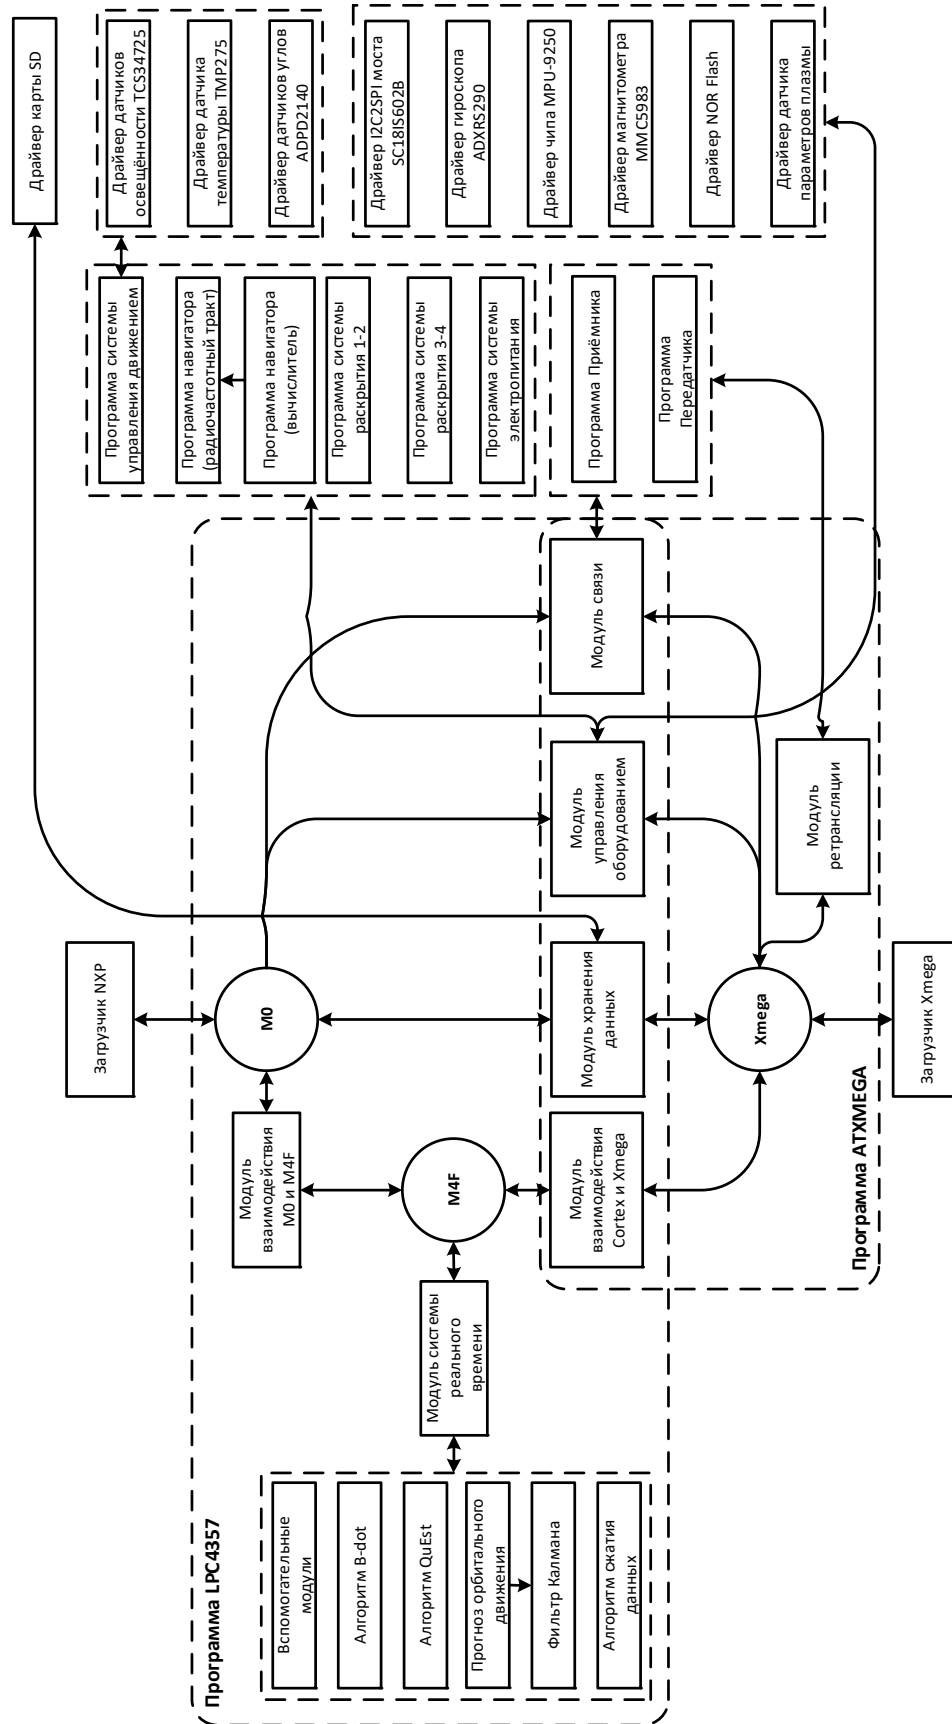 Драйвер карты SD
Драйвер датчиков
освещённости TCS34725
Драйвер датчика
температуры TMP275
Драйвер датчиков углов
ADPD2140
Драйвер I2C2SPI моста
SC18IS602B
Драйвер гироскопа
ADXRS290
Драйвер чипа MPU-9250
Драйвер магнитометра
MMC5983
Драйвер NOR Flash
Драйвер датчика
параметров плазмы
Программа системы
управления движением
Программа навигатора
(радиочастотный тракт)
Программа навигатора
(вычислитель)
Программа системы
раскрытия 1-2
Программа системы
раскрытия 3-4
Программа системы
электропитания
Программа Приёмника
Программа
Передатчика
Модуль связи
Модуль
управления
оборудованием
Модуль
ретрансляции
Загрузчик NXP
M0
Модуль хранения
данных
Xmega
Загрузчик Xmega
Модуль
взаимодействия
M0 и M4F
M4F
Модуль
взаимодействия
Cortex и Xmega
Программа ATXMEGA
Модуль системы
реального
времени
Программа LPC4357
Вспомогательные
модули
Алгоритм B-dot
Алгоритм QuEst
Прогноз орбитального
движения
Фильтр Калмана
Алгоритм сжатия
данных